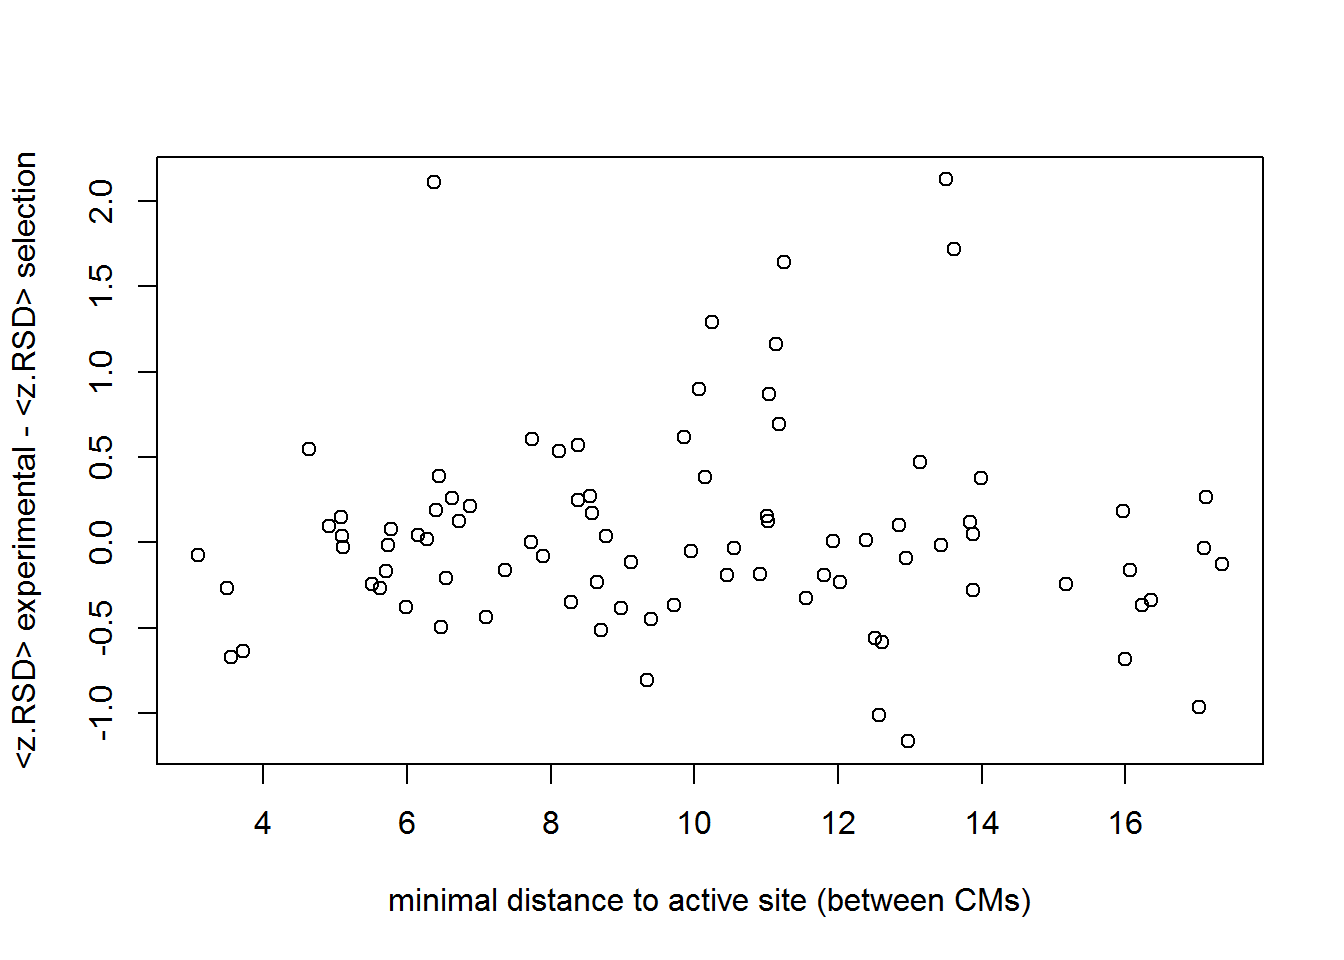 <z.RSD> experimental - <z.RSD> selection
2.0
1.5
1.0
0.5
0.0
-0.5
-1.0
4 6 8 10 12 14 16
minimal distance to active site (between CMs)